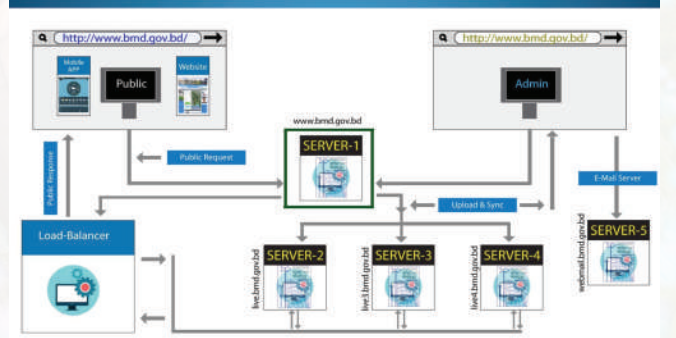 http://www.bmd.gov.bd/
http://www.bmd.gov.bd/
Mobile
APP
Public
Website
Admin
www.bmd.gov.bd
SERVER-1
Public Request
Public Response
E-Mail Server
Upload & Sync
Load-Balancer
live.bmd.gov.bd
SERVER-2
live3.bmd.gov.bd
SERVER-3
live4.bmd.gov.bd
SERVER-4
webmail.bmd.gov.bd
SERVER-5